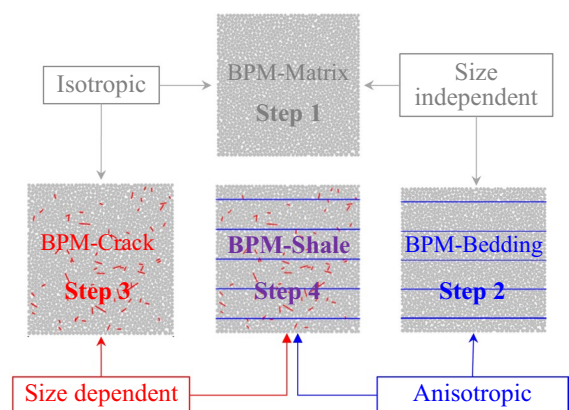 BPM-Matrix
Step 1
Isotropic
Size
independent
BPM-Crack
Step 3
BPM-Shale
Step 4
BPM-Bedding
Step 2
Size dependent
Anisotropic